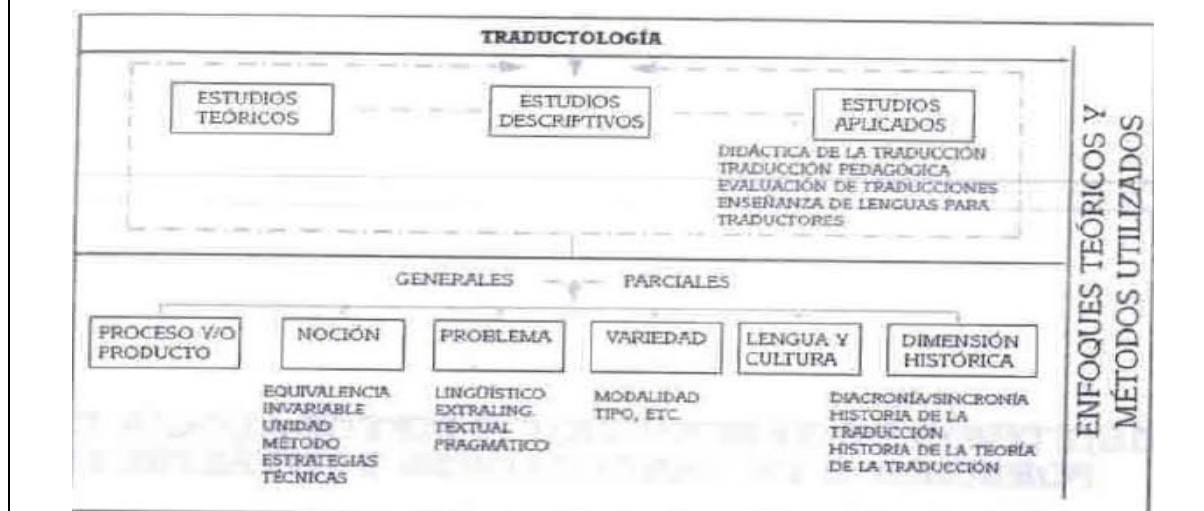 TRADUCTOLOGÍA
ESTUDIOS
TEÓRICOS
ESTUDIOS
DESCRIPTIVOS
ESTUDIOS
APLICADOS
DIDÁCTICA DE LA TRADUCCIÓN
TRADUCCIÓN PEDAGÓGICA
EVALUACIÓN DE TRADUCCIONES
ENSEÑANZA DE LENGUAS PARA
TRADUCTORES
GENERALES
PARCIALES
PROCESO Y/O
PRODUCTO
NOCIÓN
EQUIVALENCIA
INVARIABLE
UNIDAD
MÉTODO
ESTRATEGIAS
TÉCNICAS
PROBLEMA
LINGÜÍSTICO
EXTRALING.
TEXTUAL
PRAGMÁTICO
VARIEDAD
MODALIDAD
TIPO, ETC.
LENGUA Y
CULTURA
DIMENSIÓN
HISTÓRICA
DIACRONÍA/SINCRONÍA
HISTORIA DE LA
TRADUCCIÓN
HISTORIA DE LA TEORÍA
DE LA TRADUCCIÓN
ENFOQUES TEÓRICOS Y
MÉTODOS UTILIZADOS